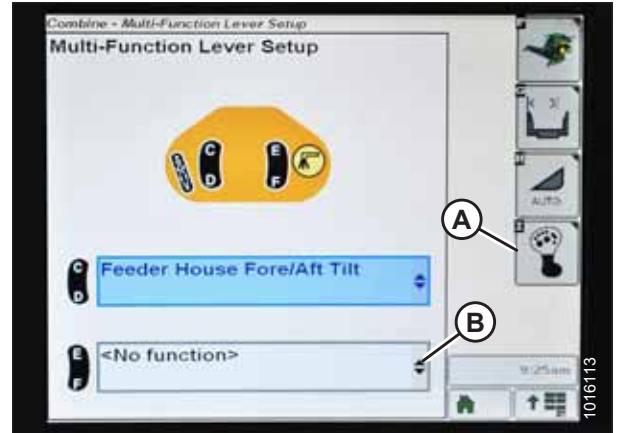 Combine - Multi-Function Lever Setup
Multi-Function Lever Setup
C
D
E
F
A
AUTO
C
D
Feeder House Fore/Aft Tilt
B
E
F
<No function>
9:25am
1016113